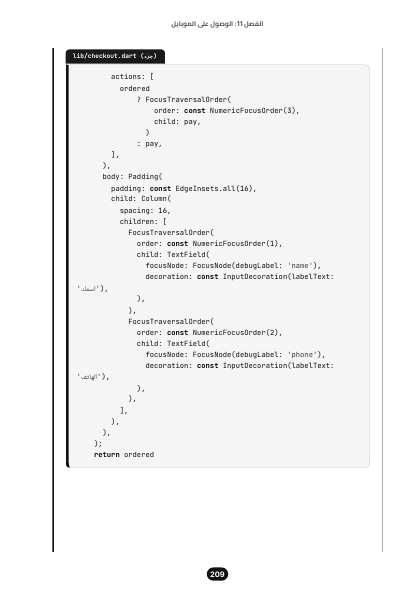 الفصل 11: الوصول على الموبايل
lib/checkout.dart (جزء)
actions: [
ordered
? FocusTraversalOrder(
order: const NumericFocusOrder(3),
child: pay,
)
: pay,
],
),
body: Padding(
padding: const EdgeInsets.all(16),
child: Column(
spacing: 16,
children: [
FocusTraversalOrder(
order: const NumericFocusOrder(1),
child: TextField(
focusNode: FocusNode(debugLabel: 'name'),
decoration: const InputDecoration(labelText:
'اسمك'),
),
),
FocusTraversalOrder(
order: const NumericFocusOrder(2),
child: TextField(
focusNode: FocusNode(debugLabel: 'phone'),
decoration: const InputDecoration(labelText:
'الهاتف'),
),
),
],
),
),
);
return ordered
209